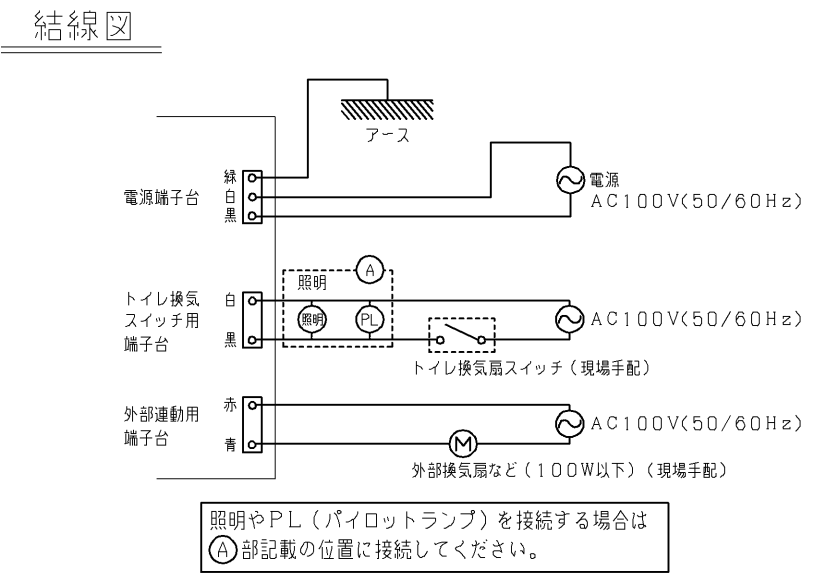 結線図
アース
電源端子台
緑
白
黒
電源
AC100V(50/60Hz)
トイレ換気
スイッチ用
端子台
白
黒
照明
A
照明
PL
AC100V(50/60Hz)
トイレ換気扇スイッチ(現場手配)
外部連動用
端子台
赤
青
M
AC100V(50/60Hz)
外部換気扇など(100W以下)(現場手配)
照明やPL(パイロットランプ)を接続する場合は
Ⓐ部記載の位置に接続してください。